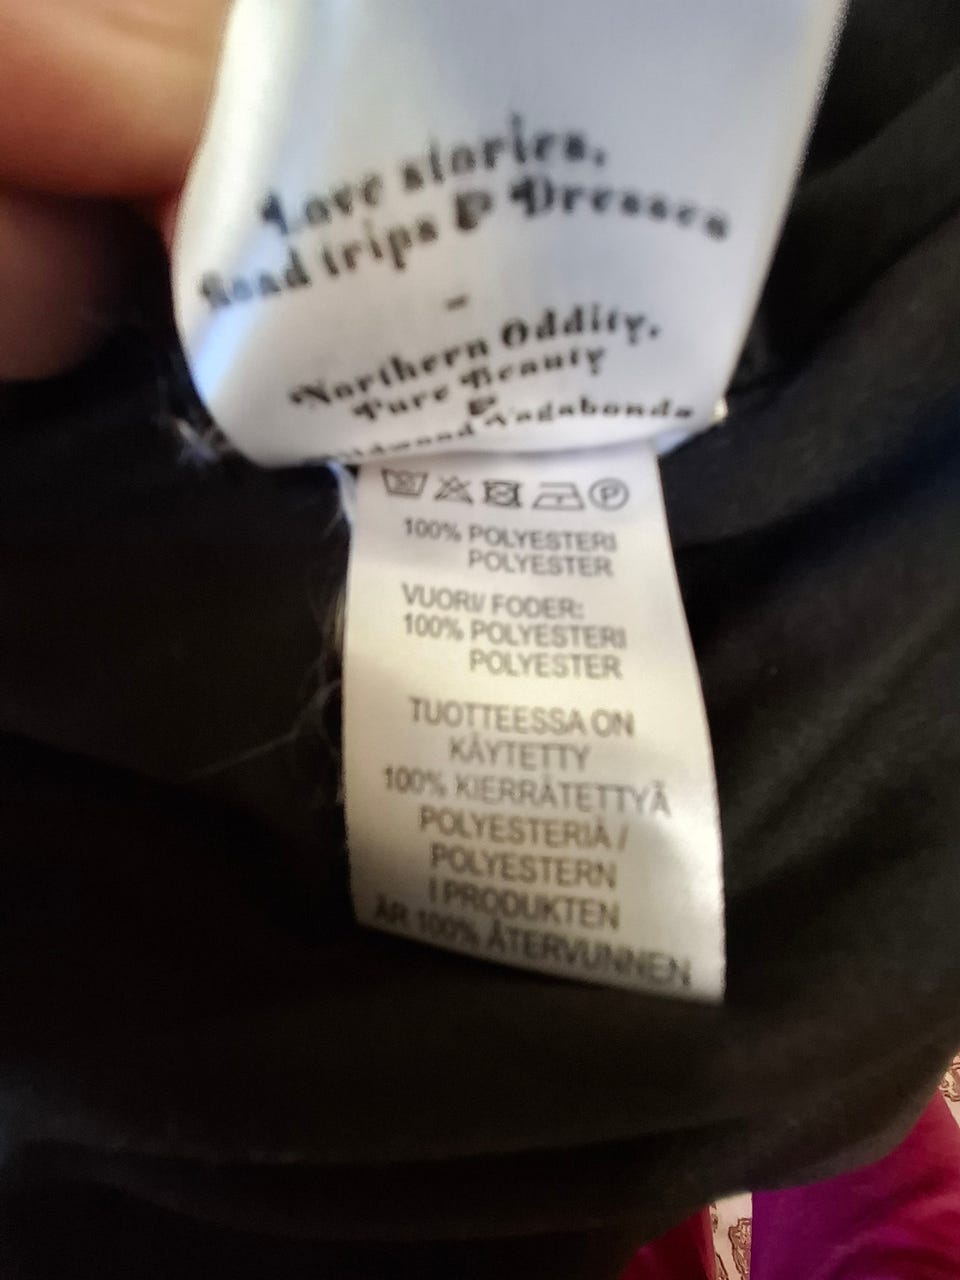 Love stories,
Road trips & Dresses
-
Northern Oddity,
Pure Beauty
&
Vagabonds
100% POLYESTERI
POLYESTER
VUORI/ FODER:
100% POLYESTERI
POLYESTER
TUOTTEESSA ON
KÄYTETTY
100% KIERRÄTETTYÄ
POLYESTERIÄ /
POLYESTERN
I PRODUKTEN
ÄR 100% ÅTERVUNNEN